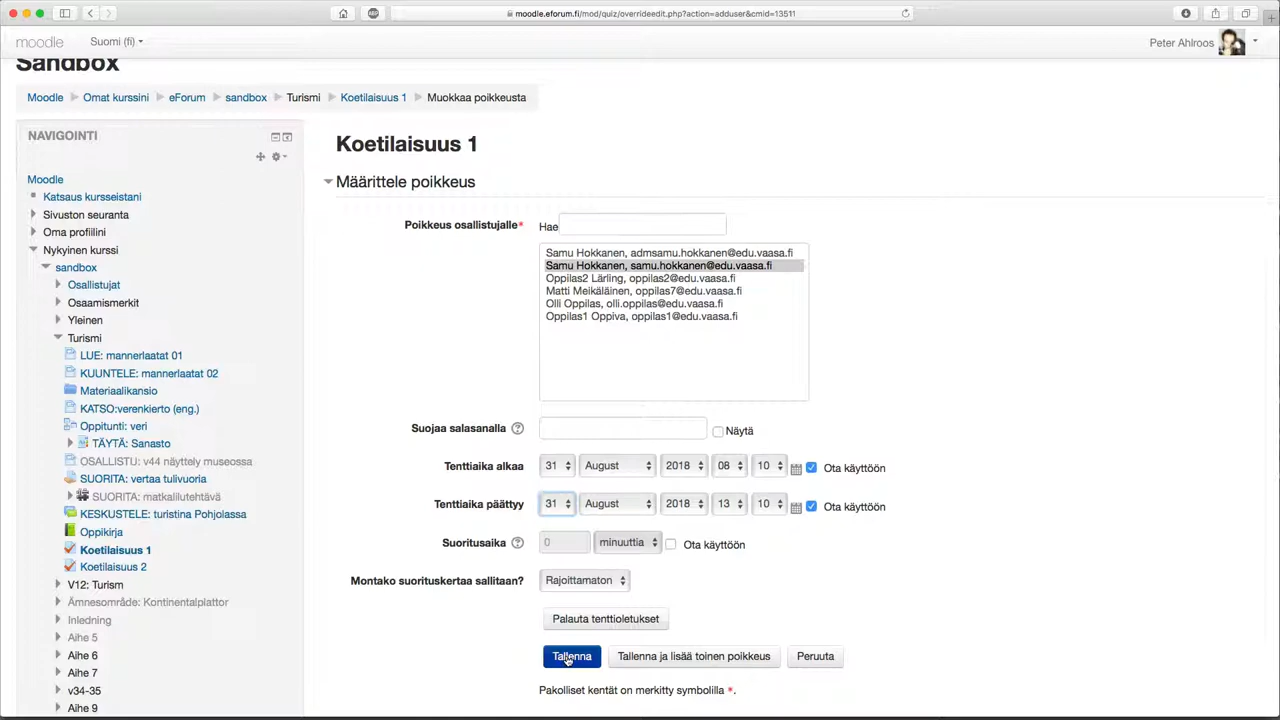 moodle.eforum.fi/mod/quiz/overrideedit.php?action=adduser&cmid=13511
moodle
Suomi (fi)
Peter Ahlroos
Sandbox
Moodle
Omat kurssini
eForum
sandbox
Turismi
Koetilaisuus 1
Muokkaa poikkeusta
NAVIGOINTI
Moodle
Katsaus kursseistani
Sivuston seuranta
Oma profiilini
Nykyinen kurssi
sandbox
Osallistujat
Osaamismerkit
Yleinen
Turismi
LUE: mannerlaatat 01
KUUNTELE: mannerlaatat 02
Materiaalikansio
KATSO:verenkierto (eng.)
Oppitunti: veri
TÄYTÄ: Sanasto
OSALLISTU: v44 näyttely museossa
SUORITA: vertaa tulivuoria
SUORITA: matkalilutehtävä
KESKUSTELE: turistina Pohjolassa
Oppikirja
Koetilaisuus 1
Koetilaisuus 2
V12: Turism
Ämnesområde: Kontinentalplattor
Inledning
Aihe 5
Aihe 6
Aihe 7
v34-35
Aihe 9
Koetilaisuus 1
Määrittele poikkeus
Poikkeus osallistujalle*
Hae
Samu Hokkanen, admsamu.hokkanen@edu.vaasa.fi
Samu Hokkanen, samu.hokkanen@edu.vaasa.fi
Oppilas2 Lärling, oppilas2@edu.vaasa.fi
Matti Meikäläinen, oppilas7@edu.vaasa.fi
Olli Oppilas, olli.oppilas@edu.vaasa.fi
Oppilas1 Oppiva, oppilas1@edu.vaasa.fi
Suojaa salasanalla
Näytä
Tenttiaika alkaa 31 August 2018 08 10 Ota käyttöön
Tenttiaika päättyy 31 August 2018 13 10 Ota käyttöön
Suoritusaika 0 minuuttia Ota käyttöön
Montako suorituskertaa sallitaan? Rajoittamaton
Palauta tenttioletukset
Tallenna
Tallenna ja lisää toinen poikkeus
Peruuta
Pakolliset kentät on merkitty symbolilla *.